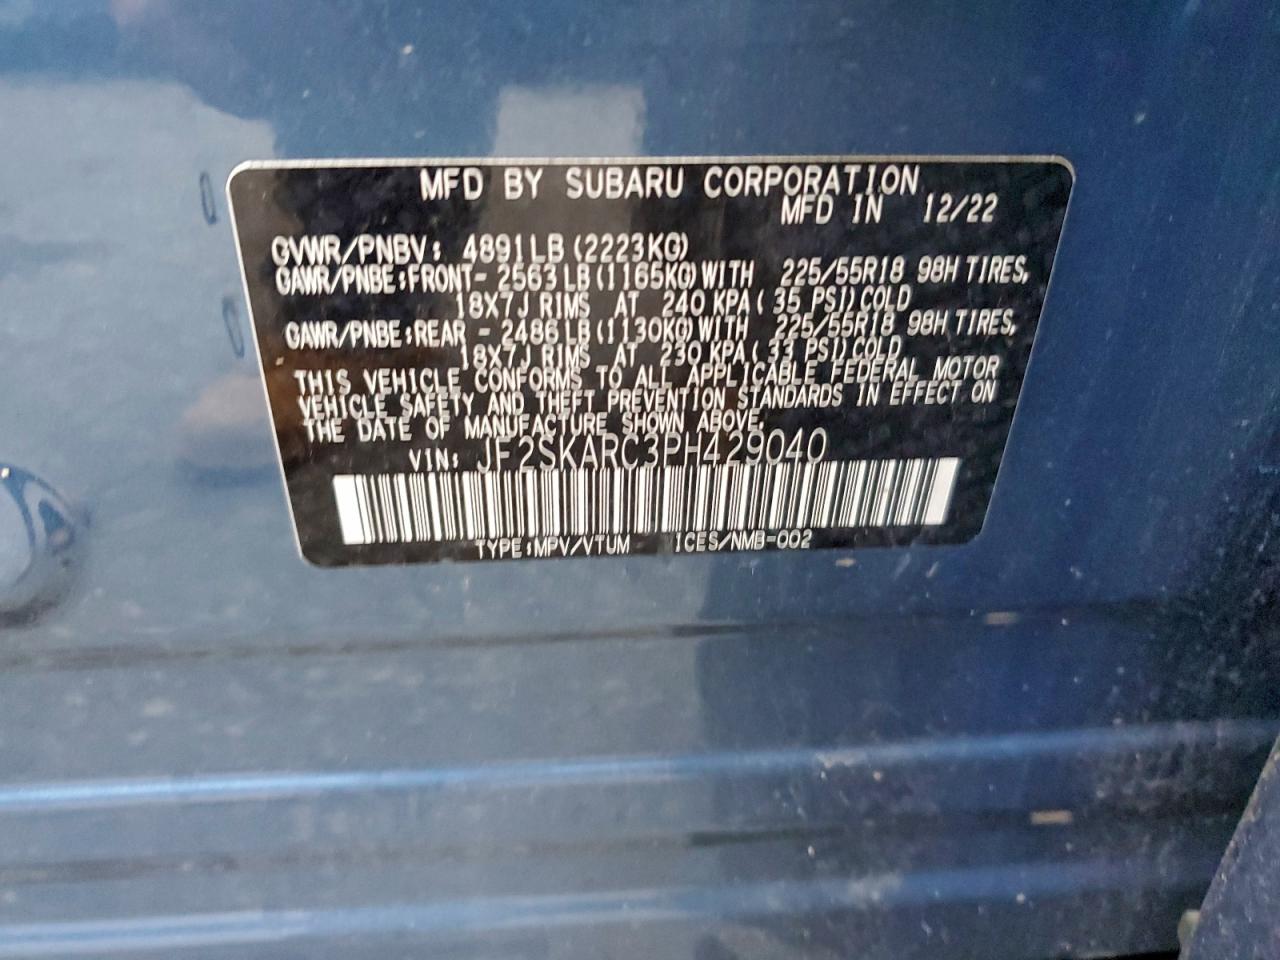 MFD BY SUBARU CORPORATION
MFD IN 12/22
GVWR/PNBV: 4891LB (2223KG)
GAWR/PNBE:FRONT- 2563LB (1165KG) WITH 225/55R18 98H TIRES,
18X7J RIMS AT 240 KPA( 35 PSI) COLD
GAWR/PNBE:REAR - 2486LB (1130KG) WITH 225/55R18 98H TIRES,
18X7J RIMS AT 230 KPA( 33 PSI) COLD
THIS VEHICLE CONFORMS TO ALL APPLICABLE FEDERAL MOTOR
VEHICLE SAFETY AND THEFT PREVENTION STANDARDS IN EFFECT ON
THE DATE OF MANUFACTURE SHOWN ABOVE.
VIN: JF2SKARC3PH429040
TYPE:MPV/VTUM ICES/NMB-002